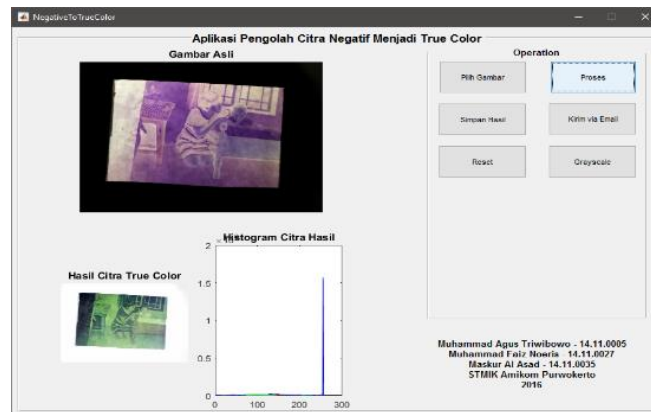 NegativeToTrueColor
Aplikasi Pengolah Citra Negatif Menjadi True Color
Gambar Asli
Operation
Pilih Gambar
Proses
Simpan Hasil
Kirim via Email
Reset
Grayscale
Histogram Citra Hasil
Hasil Citra True Color
2
1.5
1
0.5
0
0 100 200 300
Muhammad Agus Triwibowo - 14.11.0005
Muhammad Faiz Noeris - 14.11.0027
Maskur Al Asad - 14.11.0035
STMIK Amikom Purwokerto
2016